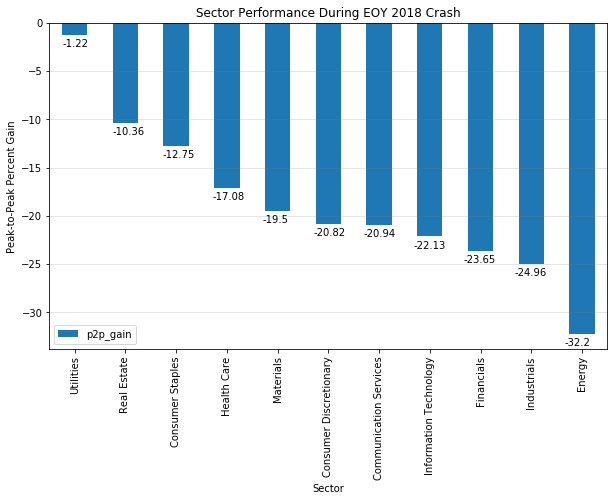 Sector Performance During EOY 2018 Crash
Peak-to-Peak Percent Gain
0
−5
−10
−15
−20
−25
−30
-1.22
-10.36
-12.75
-17.08
-19.5
-20.82
-20.94
-22.13
-23.65
-24.96
-32.2
p2p_gain
Utilities
Real Estate
Consumer Staples
Health Care
Materials
Consumer Discretionary
Communication Services
Information Technology
Financials
Industrials
Energy
Sector